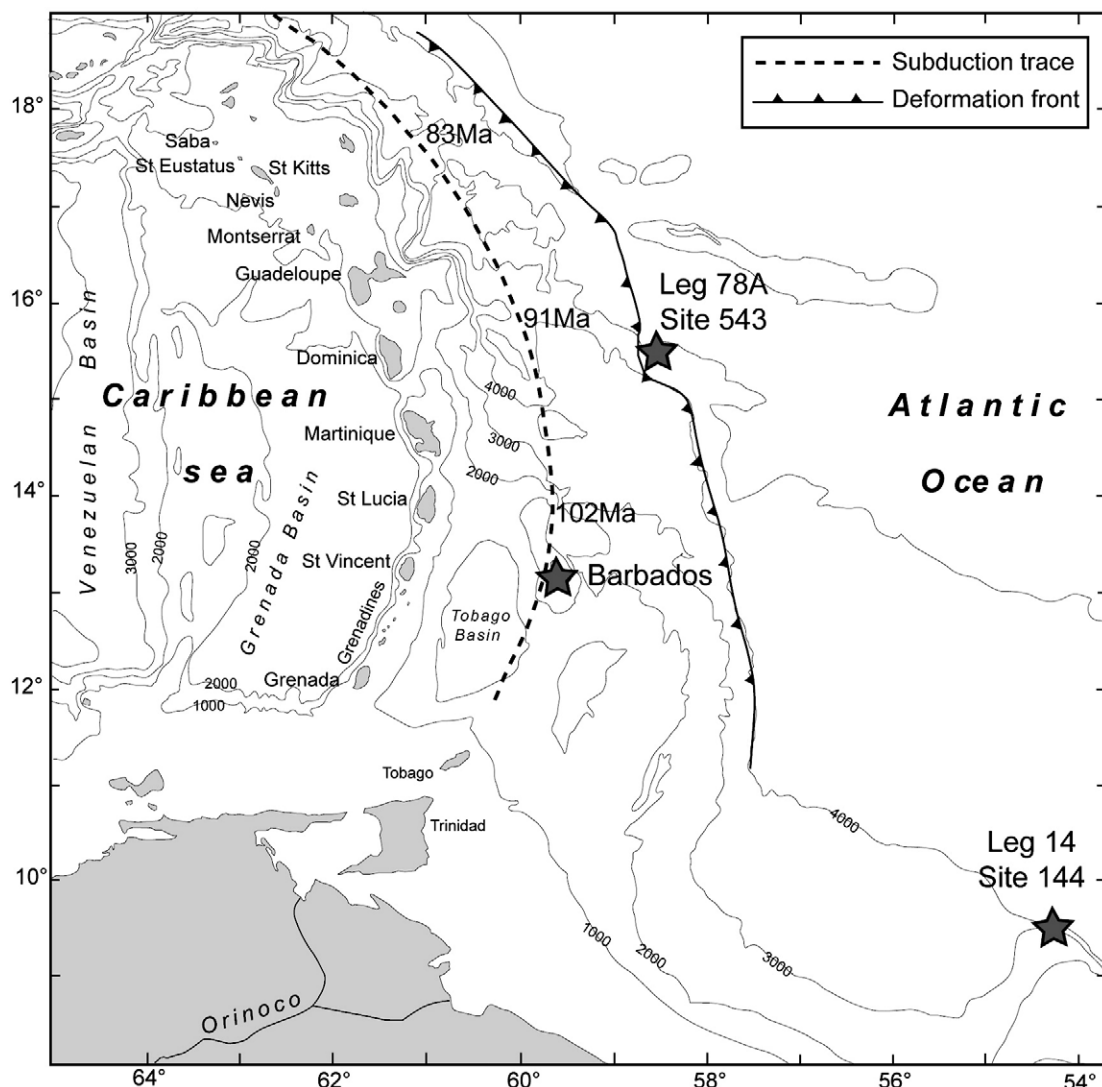 Subduction trace
Deformation front
18°
16°
14°
12°
10°
83Ma
Saba
St Eustatus
St Kitts
Nevis
Montserrat
Guadeloupe
Leg 78A
Site 543
91Ma
Dominica
Caribbean
sea
Atlantic
Ocean
Venezuelan Basin
Grenada Basin
4000
3000
2000
Martinique
St Lucia
102Ma
3000
2000
2000
St Vincent
Barbados
Grenadines
Tobago
Basin
Grenada
2000
1000
Tobago
Trinidad
4000
Leg 14
Site 144
1000
2000
3000
Orinoco
64°
62°
60°
58°
56°
54°